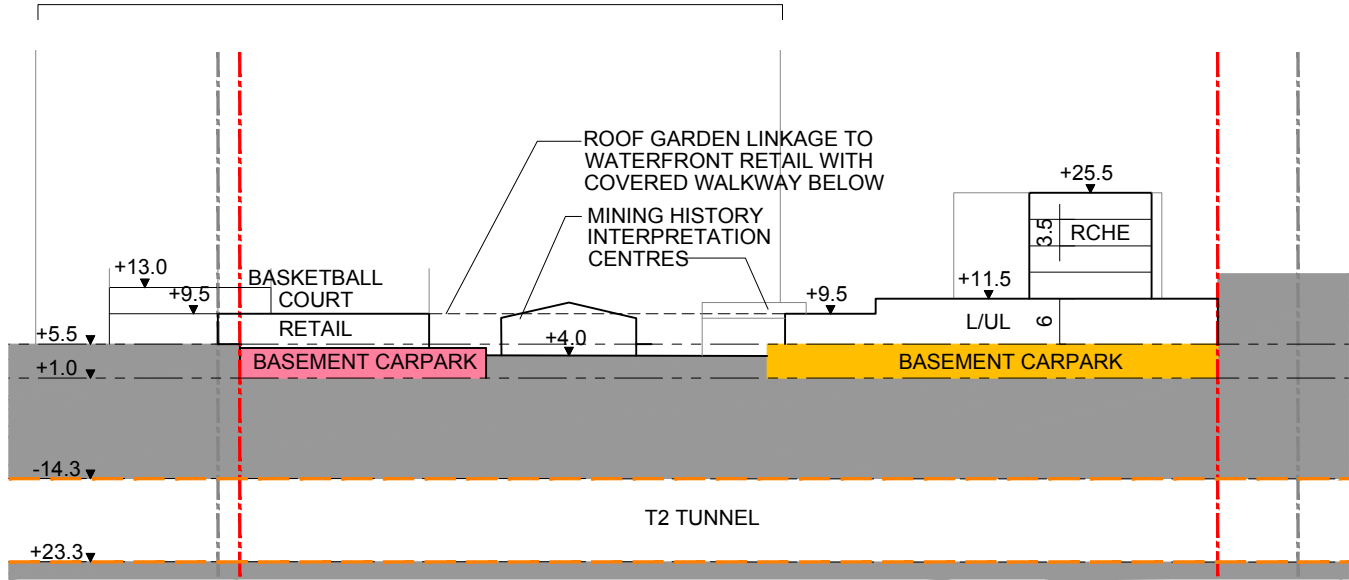 ROOF GARDEN LINKAGE TO
WATERFRONT RETAIL WITH
COVERED WALKWAY BELOW
+25.5
MINING HISTORY
INTERPRETATION
CENTRES
3.5
RCHE
+13.0
BASKETBALL
COURT
+9.5
+9.5
+11.5
RETAIL
L/UL
6
+5.5
+4.0
BASEMENT CARPARK
BASEMENT CARPARK
+1.0
-14.3
T2 TUNNEL
+23.3